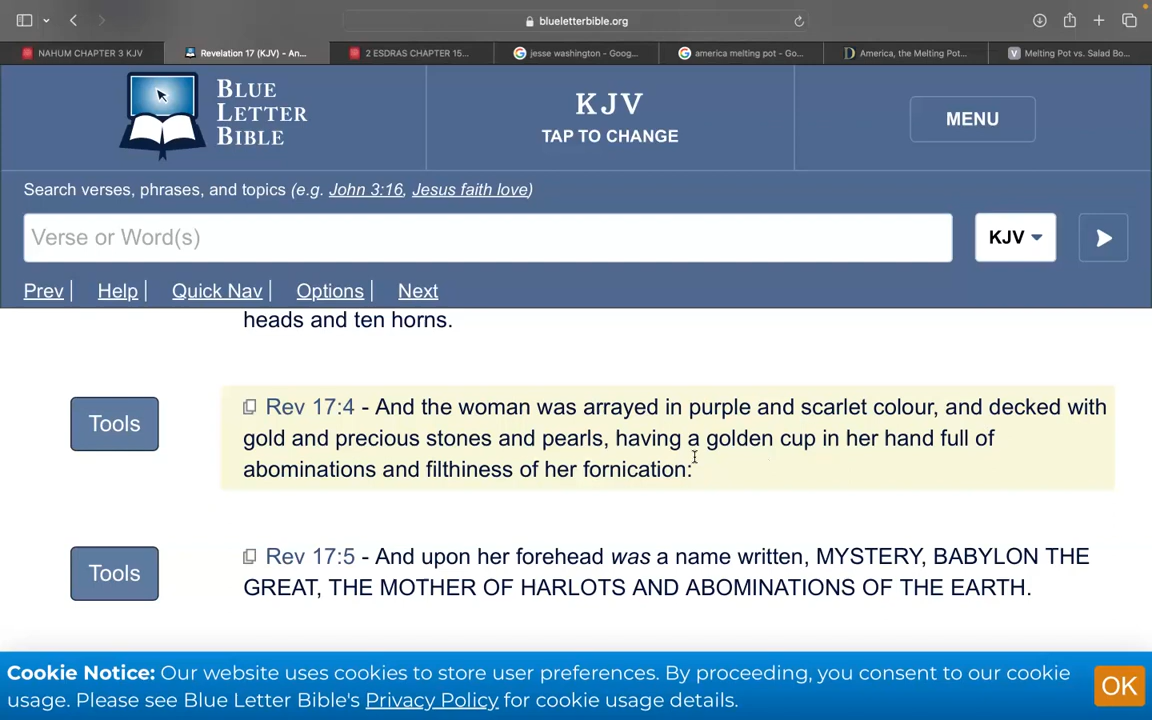 blueletterbible.org
NAHUM CHAPTER 3 KJV
Revelation 17 (KJV) - An...
2 ESDRAS CHAPTER 15...
jesse washington - Goog...
america melting pot - Go...
America, the Melting Pot...
Melting Pot vs. Salad Bo...
BLUE
LETTER
BIBLE
KJV
TAP TO CHANGE
MENU
Search verses, phrases, and topics (e.g. John 3:16, Jesus faith love)
Verse or Word(s)
KJV
Prev| Help| Quick Nav| Options| Next
heads and ten horns.
Tools
Rev 17:4 - And the woman was arrayed in purple and scarlet colour, and decked with
gold and precious stones and pearls, having a golden cup in her hand full of
abominations and filthiness of her fornication:
Tools
Rev 17:5 - And upon her forehead was a name written, MYSTERY, BABYLON THE
GREAT, THE MOTHER OF HARLOTS AND ABOMINATIONS OF THE EARTH.
Cookie Notice: Our website uses cookies to store user preferences. By proceeding, you consent to our cookie
usage. Please see Blue Letter Bible's Privacy Policy for cookie usage details.
OK